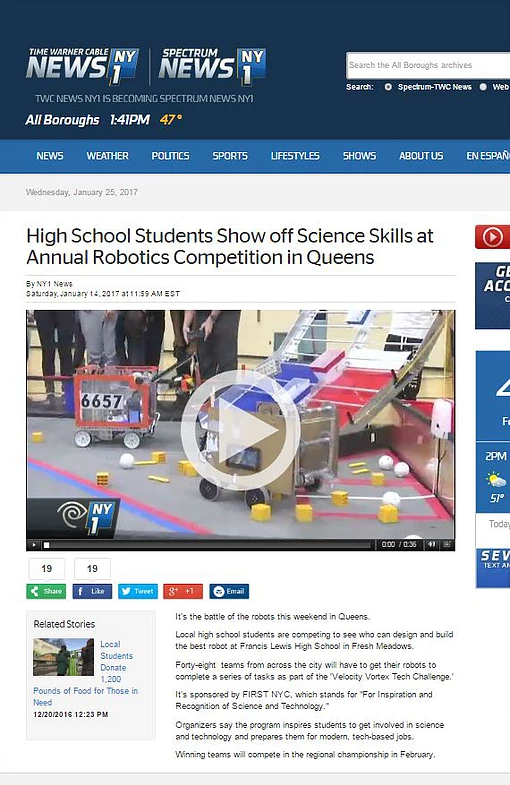 TIME WARNER CABLE
NEWS NY 1
SPECTRUM
NEWS NY 1
Search the All Boroughs archives
Search: Spectrum-TWC News Web
TWC NEWS NY1 IS BECOMING SPECTRUM NEWS NY1
All Boroughs 1:41PM 47°
NEWS WEATHER POLITICS SPORTS LIFESTYLES SHOWS ABOUT US EN ESPAÑ
Wednesday, January 25, 2017
High School Students Show off Science Skills at
Annual Robotics Competition in Queens
By NY1 News
Saturday, January 14, 2017 at 11:59 AM EST
6657
NY 1
0:00 / 0:36
19 19
Share Like Tweet +1 Email
Related Stories
Local
Students
Donate
1,200
Pounds of Food for Those in
Need
12/20/2016 12:23 PM
It's the battle of the robots this weekend in Queens.
Local high school students are competing to see who can design and build
the best robot at Francis Lewis High School in Fresh Meadows.
Forty-eight teams from across the city will have to get their robots to
complete a series of tasks as part of the 'Velocity Vortex Tech Challenge.'
It's sponsored by FIRST NYC, which stands for "For Inspiration and
Recognition of Science and Technology."
Organizers say the program inspires students to get involved in science
and technology and prepares them for modern, tech-based jobs.
Winning teams will compete in the regional championship in February.
GE
ACC
C
4
F
2PM
51°
Today
SEV
TEXT AN